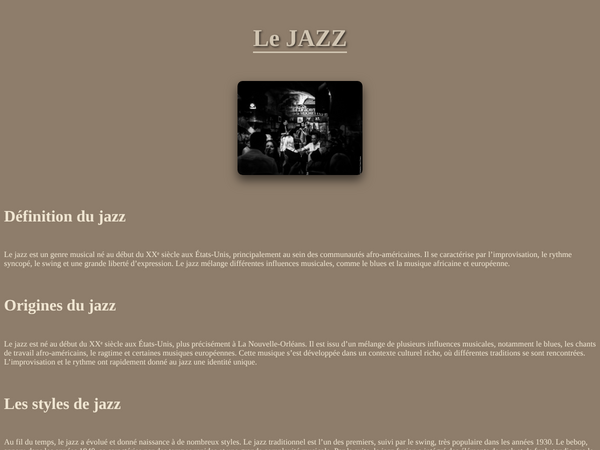 Le JAZZ
Définition du jazz
Le jazz est un genre musical né au début du XXᵉ siècle aux États-Unis, principalement au sein des communautés afro-américaines. Il se caractérise par l’improvisation, le rythme
syncopé, le swing et une grande liberté d’expression. Le jazz mélange différentes influences musicales, comme le blues et la musique africaine et européenne.
Origines du jazz
Le jazz est né au début du XXᵉ siècle aux États-Unis, plus précisément à La Nouvelle-Orléans. Il est issu d’un mélange de plusieurs influences musicales, notamment le blues, les chants
de travail afro-américains, le ragtime et certaines musiques européennes. Cette musique s’est développée dans un contexte culturel riche, où différentes traditions se sont rencontrées.
L’improvisation et le rythme ont rapidement donné au jazz une identité unique.
Les styles de jazz
Au fil du temps, le jazz a évolué et donné naissance à de nombreux styles. Le jazz traditionnel est l’un des premiers, suivi par le swing, très populaire dans les années 1930. Le bebop,